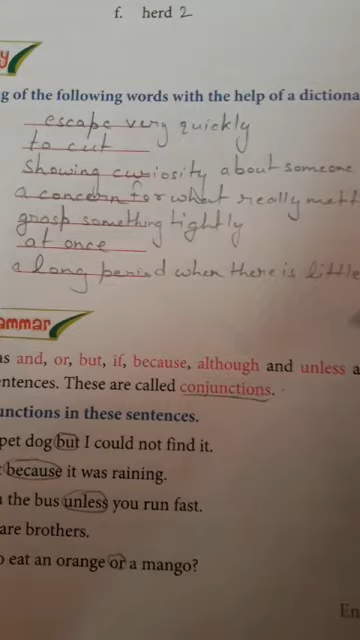 f. herd 2
y
g of the following words with the help of a dictiona
escape very quickly
to cut
showing curiosity about someone
a concern for what really matt
grasp something tightly
at once
a long period when there is little
ammar
as and, or, but, if, because, although and unless a
entences. These are called conjunctions.
unctions in these sentences.
pet dog but I could not find it.
because it was raining.
the bus unless you run fast.
are brothers.
o eat an orange or a mango?
En